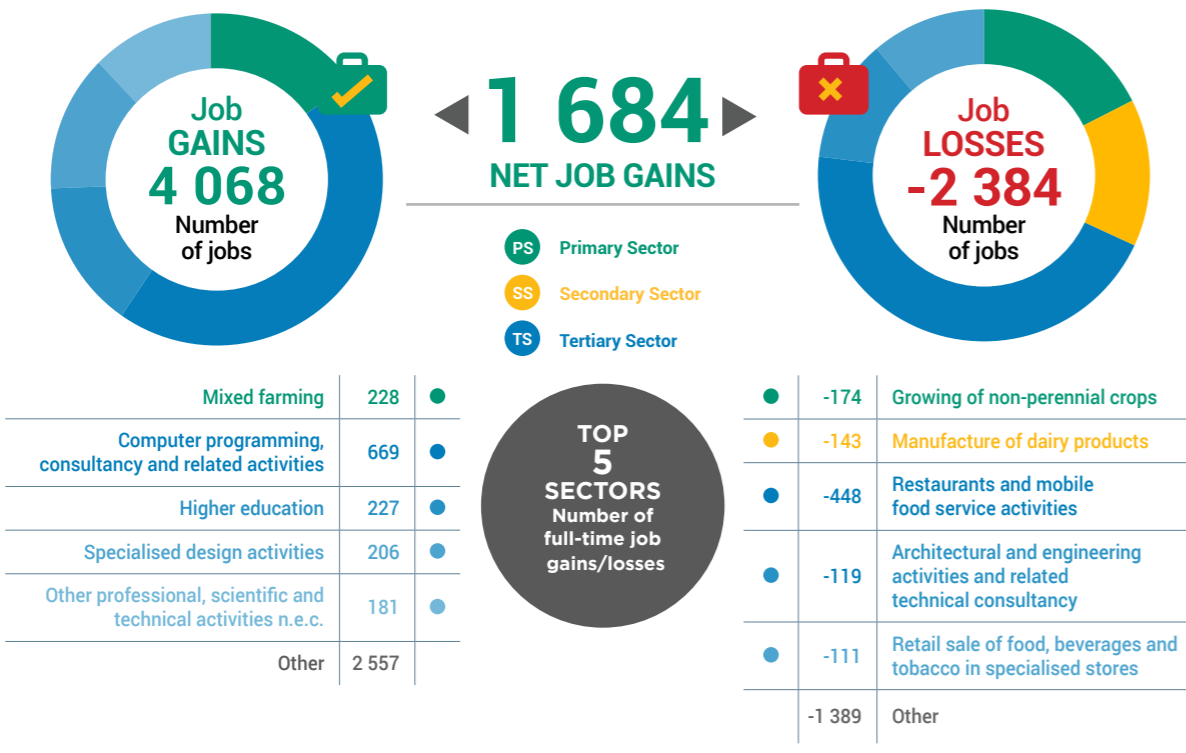 Job
GAINS
4 068
Number
of jobs
1 684
NET JOB GAINS
Job
LOSSES
-2 384
Number
of jobs
PS Primary Sector
SS Secondary Sector
TS Tertiary Sector
Mixed farming 228
Computer programming,
consultancy and related activities 669
Higher education 227
Specialised design activities 206
Other professional, scientific and
technical activities n.e.c. 181
Other 2 557
TOP
5
SECTORS
Number of
full-time job
gains/losses
-174 Growing of non-perennial crops
-143 Manufacture of dairy products
-448 Restaurants and mobile
food service activities
-119 Architectural and engineering
activities and related
technical consultancy
-111 Retail sale of food, beverages and
tobacco in specialised stores
-1 389 Other